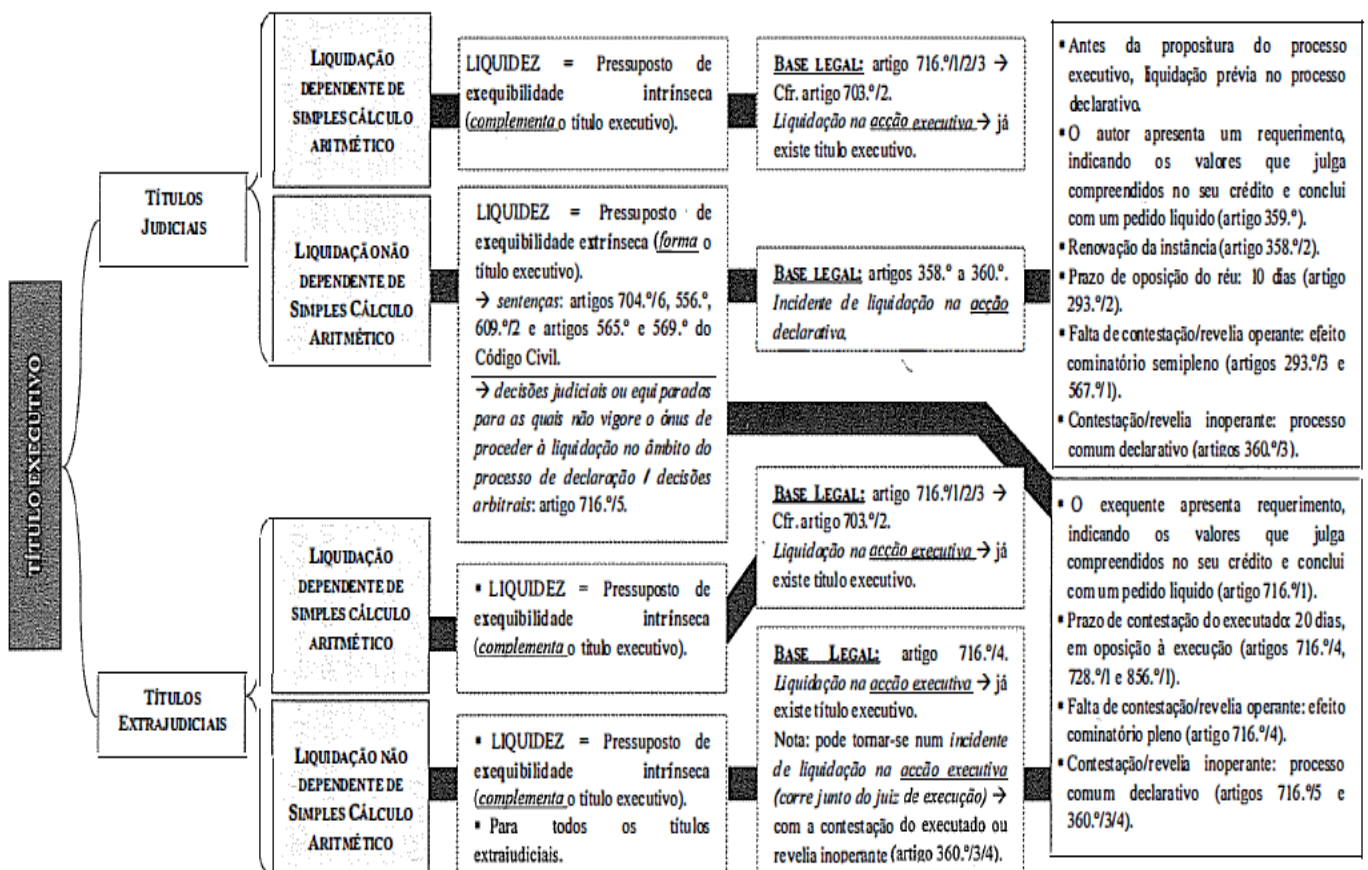 TÍTULO EXECUTIVO
TÍTULOS
JUDICIAIS
LIQUIDAÇÃO
DEPENDENTE DE
SIMPLES CÁLCULO
ARITMÉTICO
LIQUIDEZ = Pressuposto de
exequibilidade intrínseca
(complementa o título executivo).
BASE LEGAL: artigo 716.º/1/2/3 →
Cfr. artigo 703.º/2.
Liquidação na acção executiva → já
existe título executivo.
LIQUIDAÇÃO NÃO
DEPENDENTE DE
SIMPLES CÁLCULO
ARITMÉTICO
LIQUIDEZ = Pressuposto de
exequibilidade extrínseca (forma o
título executivo).
→ sentenças: artigos 704.º/6, 556.º,
609.º/2 e artigos 565.º e 569.º do
Código Civil.
→ decisões judiciais ou equiparadas
para as quais não vigore o ónus de
proceder à liquidação no âmbito do
processo de declaração / decisões
arbitrais: artigo 716.º/5.
BASE LEGAL: artigos 358.º a 360.º.
Incidente de liquidação na acção
declarativa.
▪ Antes da propositura do processo
executivo, liquidação prévia no processo
declarativo.
▪ O autor apresenta um requerimento,
indicando os valores que julga
compreendidos no seu crédito e conclui
com um pedido liquido (artigo 359.º).
▪ Renovação da instância (artigo 358.º/2).
▪ Prazo de oposição do réu: 10 dias (artigo
293.º/2).
▪ Falta de contestação/revelia operante: efeito
cominatório semipleno (artigos 293.º/3 e
567.º/1).
▪ Contestação/revelia inoperante: processo
comum declarativo (artigos 360.º/3).
TÍTULOS
EXTRAJUDICIAIS
LIQUIDAÇÃO
DEPENDENTE DE
SIMPLES CÁLCULO
ARITMÉTICO
▪ LIQUIDEZ = Pressuposto de
exequibilidade intrínseca
(complementa o título executivo).
BASE LEGAL: artigo 716.º/1/2/3 →
Cfr. artigo 703.º/2.
Liquidação na acção executiva → já
existe título executivo.
LIQUIDAÇÃO NÃO
DEPENDENTE DE
SIMPLES CÁLCULO
ARITMÉTICO
▪ LIQUIDEZ = Pressuposto de
exequibilidade intrínseca
(complementa o título executivo).
▪ Para todos os títulos
extrajudiciais.
BASE LEGAL: artigo 716.º/4.
Liquidação na acção executiva → já
existe título executivo.
Nota: pode tornar-se num incidente
de liquidação na acção executiva
(corre junto do juiz de execução) →
com a contestação do executado ou
revelia inoperante (artigo 360.º/3/4).
▪ O exequente apresenta requerimento,
indicando os valores que julga
compreendidos no seu crédito e conclui
com um pedido liquido (artigo 716.º/1).
▪ Prazo de contestação do executado: 20 dias,
em oposição à execução (artigos 716.º/4,
728.º/1 e 856.º/1).
▪ Falta de contestação/revelia operante: efeito
cominatório pleno (artigo 716.º/4).
▪ Contestação/revelia inoperante: processo
comum declarativo (artigos 716.º/5 e
360.º/3/4).